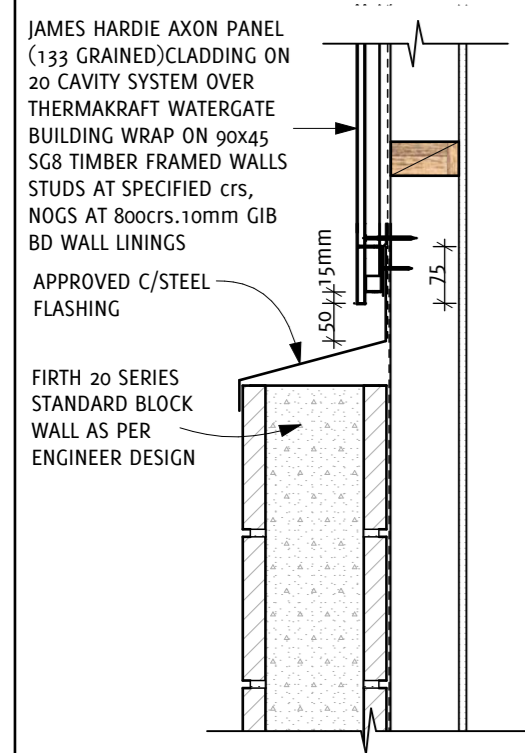 JAMES HARDIE AXON PANEL
(133 GRAINED)CLADDING ON
20 CAVITY SYSTEM OVER
THERMAKRAFT WATERGATE
BUILDING WRAP ON 90x45
SG8 TIMBER FRAMED WALLS
STUDS AT SPECIFIED crs,
NOGS AT 800crs.10mm GIB
BD WALL LININGS
APPROVED C/STEEL
FLASHING
FIRTH 20 SERIES
STANDARD BLOCK
WALL AS PER
ENGINEER DESIGN
15mm
50
75